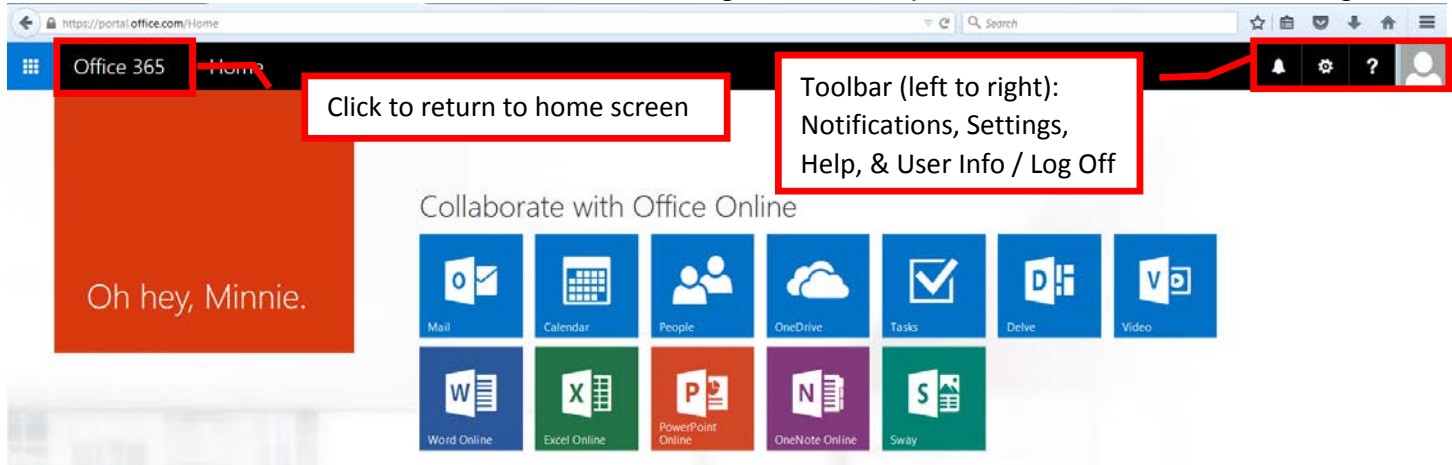 https://portal.office.com/Home
Search
Office 365
Home
?
Click to return to home screen
Toolbar (left to right):
Notifications, Settings,
Help, & User Info / Log Off
Collaborate with Office Online
Oh hey, Minnie.
O
Mail
Calendar
People
OneDrive
Tasks
D
Delve
V
Video
W
Word Online
X
Excel Online
P
PowerPoint
Online
N
OneNote Online
S
Sway